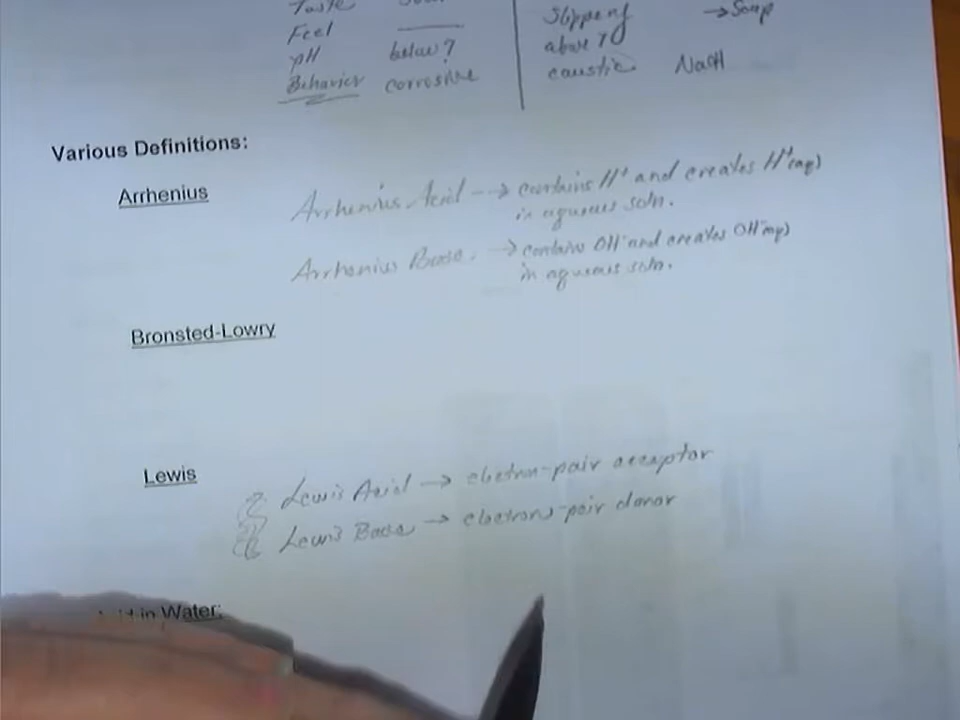 Taste
Slippery → Soap
Feel
above 7
pH below 7
caustic NaOH
Behavior corrosive
Various Definitions:
Arrhenius
Arrhenius Acid --> contains H+ and creates H+(aq)
in aqueous soln.
Arrhenius Base. → contains OH- and creates OH-(aq)
in aqueous soln.
Bronsted-Lowry
Lewis
Lewis Acid → electron-pair acceptor
Lewis Base → electrons-pair donor
in Water: